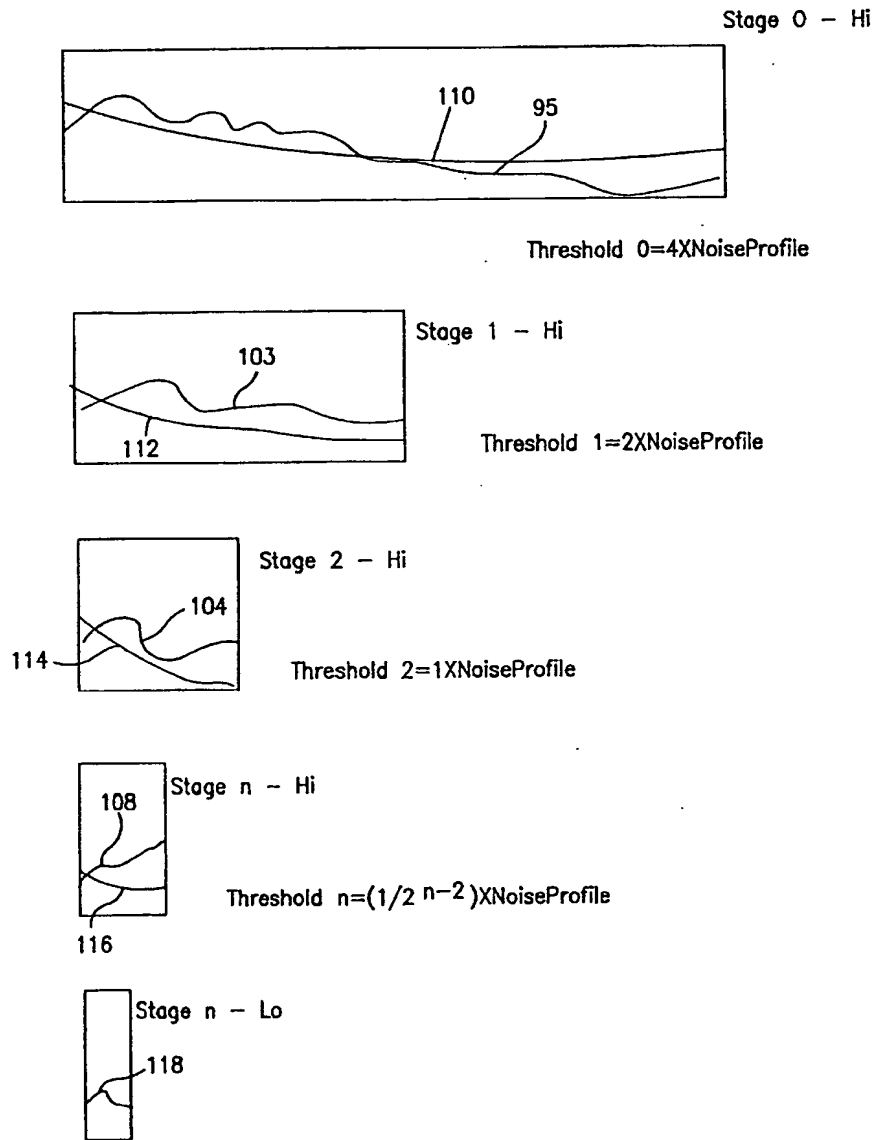 Stage 0 - Hi
110
95
Threshold 0=4XNoiseProfile
Stage 1 - Hi
103
112
Threshold 1=2XNoiseProfile
Stage 2 - Hi
104
114
Threshold 2=1XNoiseProfile
Stage n - Hi
108
Threshold n=(1/2 n-2)XNoiseProfile
116
Stage n - Lo
118